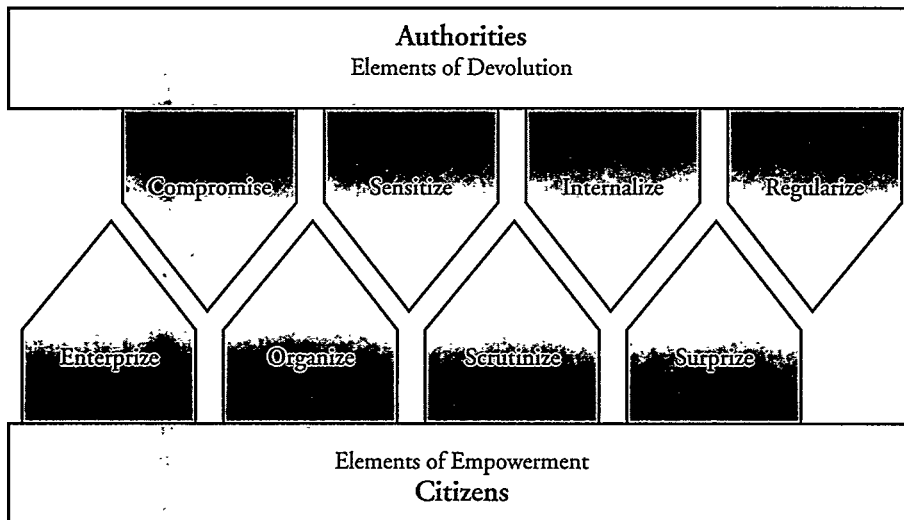 Authorities
Elements of Devolution
Compromise Sensitize Internalize Regularize
Enterprize Organize Scrutinize Surprize
Elements of Empowerment
Citizens